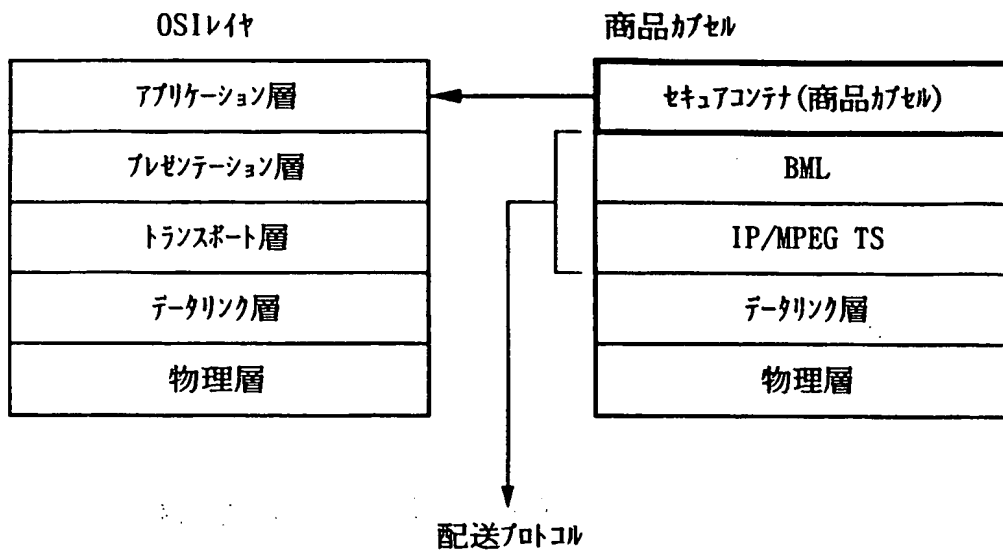 OSIレイヤ
商品カプセル
アプリケーション層
セキュアコンテナ(商品カプセル)
プレゼンテーション層
BML
トランスポート層
IP/MPEG TS
データリンク層
データリンク層
物理層
物理層
配送プロトコル